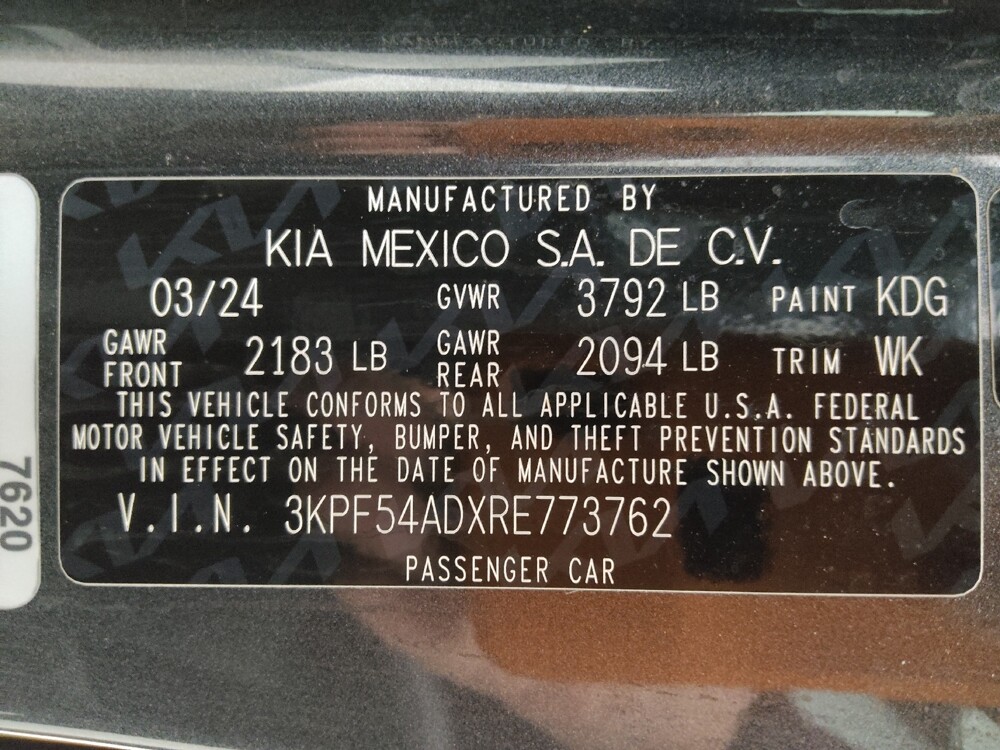 MANUFACTURED BY
KIA MEXICO S.A. DE C.V.
03/24 GVWR 3792 LB PAINT KDG
GAWR FRONT 2183 LB GAWR REAR 2094 LB TRIM WK
THIS VEHICLE CONFORMS TO ALL APPLICABLE U.S.A. FEDERAL
MOTOR VEHICLE SAFETY, BUMPER, AND THEFT PREVENTION STANDARDS
IN EFFECT ON THE DATE OF MANUFACTURE SHOWN ABOVE.
V.I.N. 3KPF54ADXRE773762
PASSENGER CAR
7620